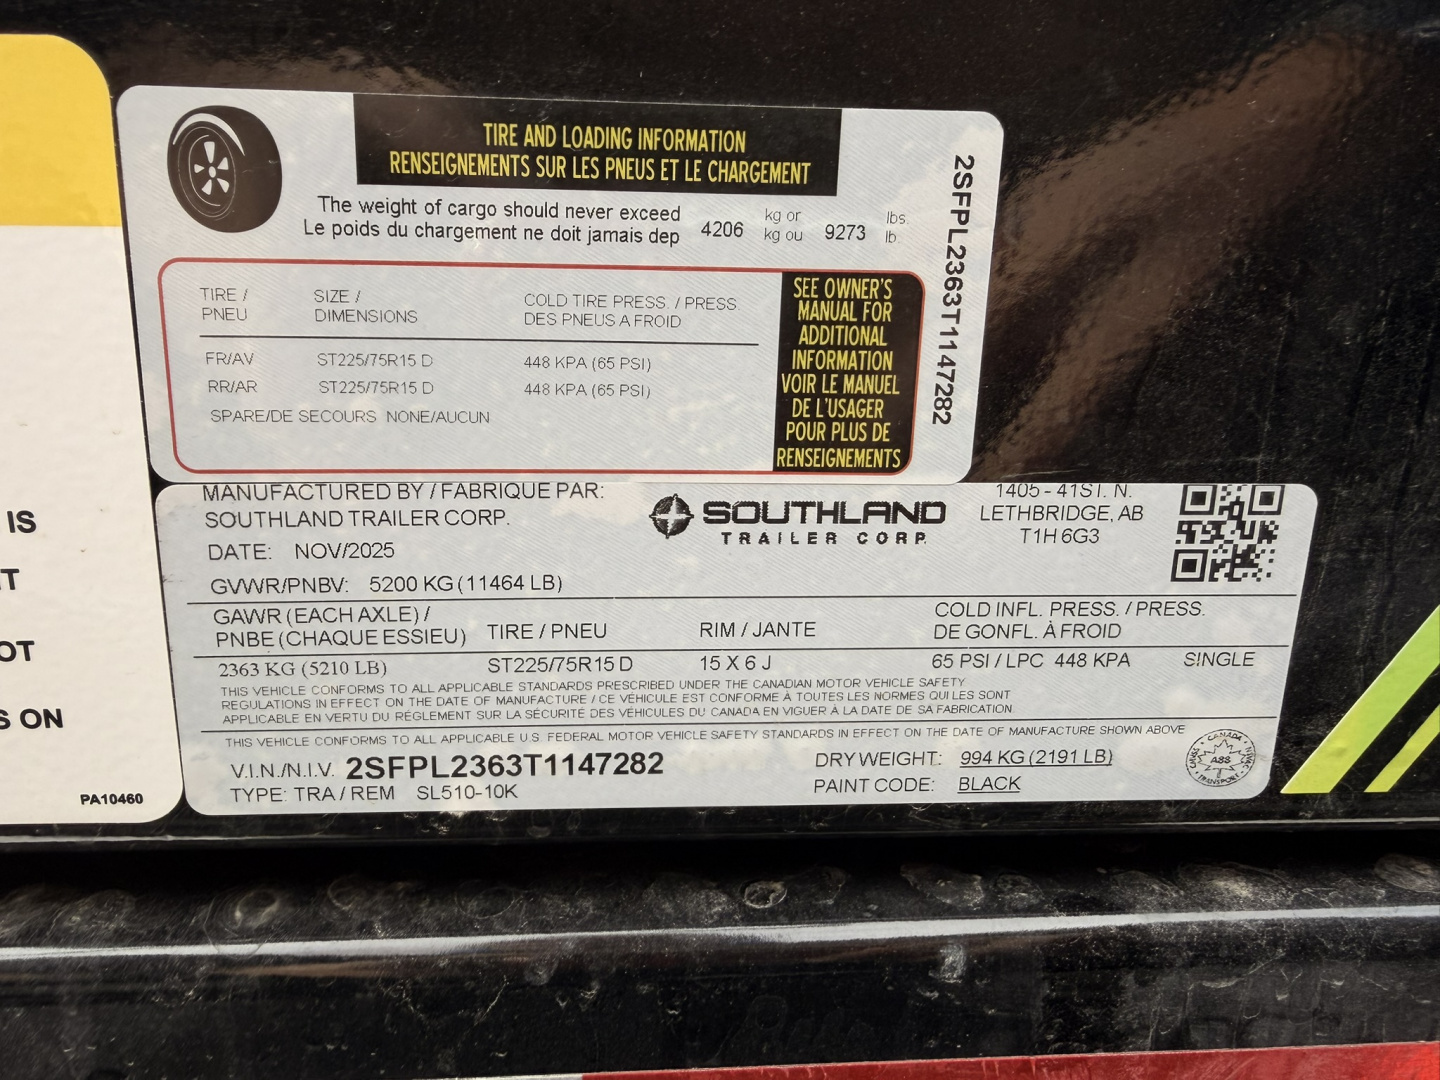 TIRE AND LOADING INFORMATION
RENSEIGNEMENTS SUR LES PNEUS ET LE CHARGEMENT
The weight of cargo should never exceed
Le poids du chargement ne doit jamais dep
4206 kg or 9273 lbs.
kg ou lb
TIRE / SIZE / COLD TIRE PRESS. / PRESS.
PNEU DIMENSIONS DES PNEUS A FROID
FR/AV ST225/75R15 D 448 KPA (65 PSI)
RR/AR ST225/75R15 D 448 KPA (65 PSI)
SPARE/DE SECOURS NONE/AUCUN
SEE OWNER'S
MANUAL FOR
ADDITIONAL
INFORMATION
VOIR LE MANUEL
DE L'USAGER
POUR PLUS DE
RENSEIGNEMENTS
2SFPL2363T1147282
MANUFACTURED BY / FABRIQUE PAR:
SOUTHLAND TRAILER CORP.
SOUTHLAND
TRAILER CORP.
1405 - 41ST. N.
LETHBRIDGE, AB
T1H 6G3
DATE: NOV/2025
GVWR/PNBV: 5200 KG (11464 LB)
GAWR (EACH AXLE) /
PNBE (CHAQUE ESSIEU) TIRE / PNEU RIM / JANTE
COLD INFL. PRESS. / PRESS.
DE GONFL. À FROID
2363 KG (5210 LB) ST225/75R15 D 15 X 6 J 65 PSI / LPC 448 KPA SINGLE
THIS VEHICLE CONFORMS TO ALL APPLICABLE STANDARDS PRESCRIBED UNDER THE CANADIAN MOTOR VEHICLE SAFETY
REGULATIONS IN EFFECT ON THE DATE OF MANUFACTURE / CE VÉHICULE EST CONFORME À TOUTES LES NORMES QUI LES SONT
APPLICABLE EN VERTU DU RÉGLEMENT SUR LA SÉCURITÉ DES VÉHICULES DU CANADA EN VIGUER À LA DATE DE SA FABRICATION.
THIS VEHICLE CONFORMS TO ALL APPLICABLE U.S. FEDERAL MOTOR VEHICLE SAFETY STANDARDS IN EFFECT ON THE DATE OF MANUFACTURE SHOWN ABOVE
V.I.N./N.I.V. 2SFPL2363T1147282 DRY WEIGHT: 994 KG (2191 LB)
TYPE: TRA / REM SL510-10K PAINT CODE: BLACK
CANADA
A88
TRANSPORT
IS
T
OT
S ON
PA10460